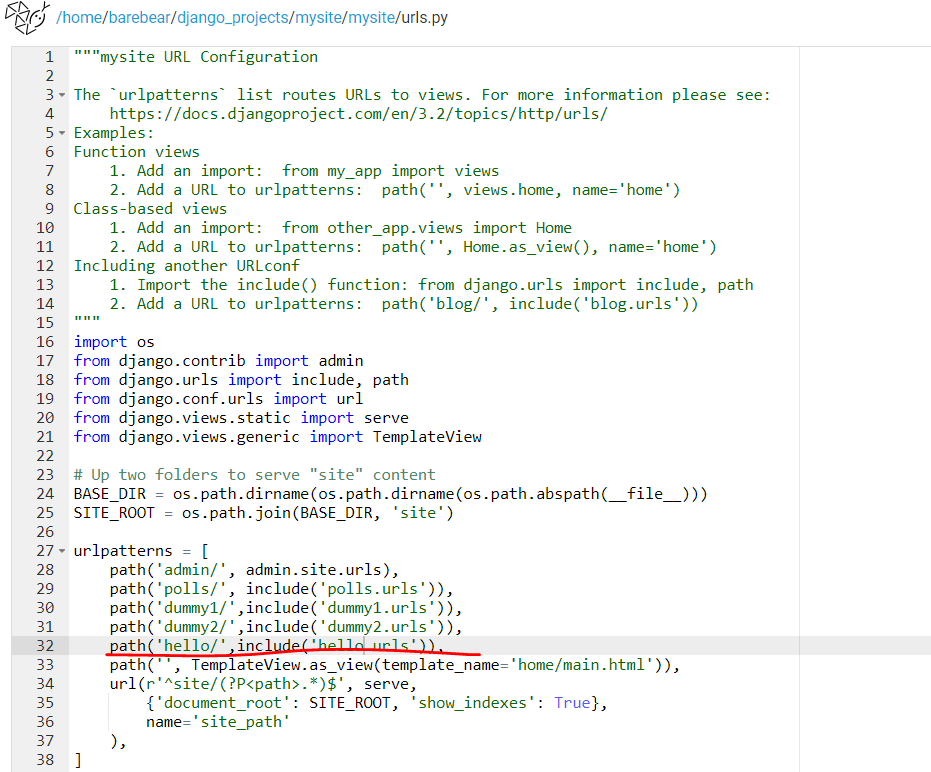 /home/barebear/django_projects/mysite/mysite/urls.py
1 """mysite URL Configuration
2
3 The `urlpatterns` list routes URLs to views. For more information please see:
4     https://docs.djangoproject.com/en/3.2/topics/http/urls/
5 Examples:
6 Function views
7     1. Add an import:  from my_app import views
8     2. Add a URL to urlpatterns:  path('', views.home, name='home')
9 Class-based views
10     1. Add an import:  from other_app.views import Home
11     2. Add a URL to urlpatterns:  path('', Home.as_view(), name='home')
12 Including another URLconf
13     1. Import the include() function: from django.urls import include, path
14     2. Add a URL to urlpatterns:  path('blog/', include('blog.urls'))
15 """
16 import os
17 from django.contrib import admin
18 from django.urls import include, path
19 from django.conf.urls import url
20 from django.views.static import serve
21 from django.views.generic import TemplateView
22
23 # Up two folders to serve "site" content
24 BASE_DIR = os.path.dirname(os.path.dirname(os.path.abspath(__file__)))
25 SITE_ROOT = os.path.join(BASE_DIR, 'site')
26
27 urlpatterns = [
28     path('admin/', admin.site.urls),
29     path('polls/', include('polls.urls')),
30     path('dummy1/',include('dummy1.urls')),
31     path('dummy2/',include('dummy2.urls')),
32     path('hello/',include('hello.urls')),
33     path('', TemplateView.as_view(template_name='home/main.html')),
34     url(r'^site/(?P<path>.*)$', serve,
35         {'document_root': SITE_ROOT, 'show_indexes': True},
36         name='site_path'
37     ),
38 ]